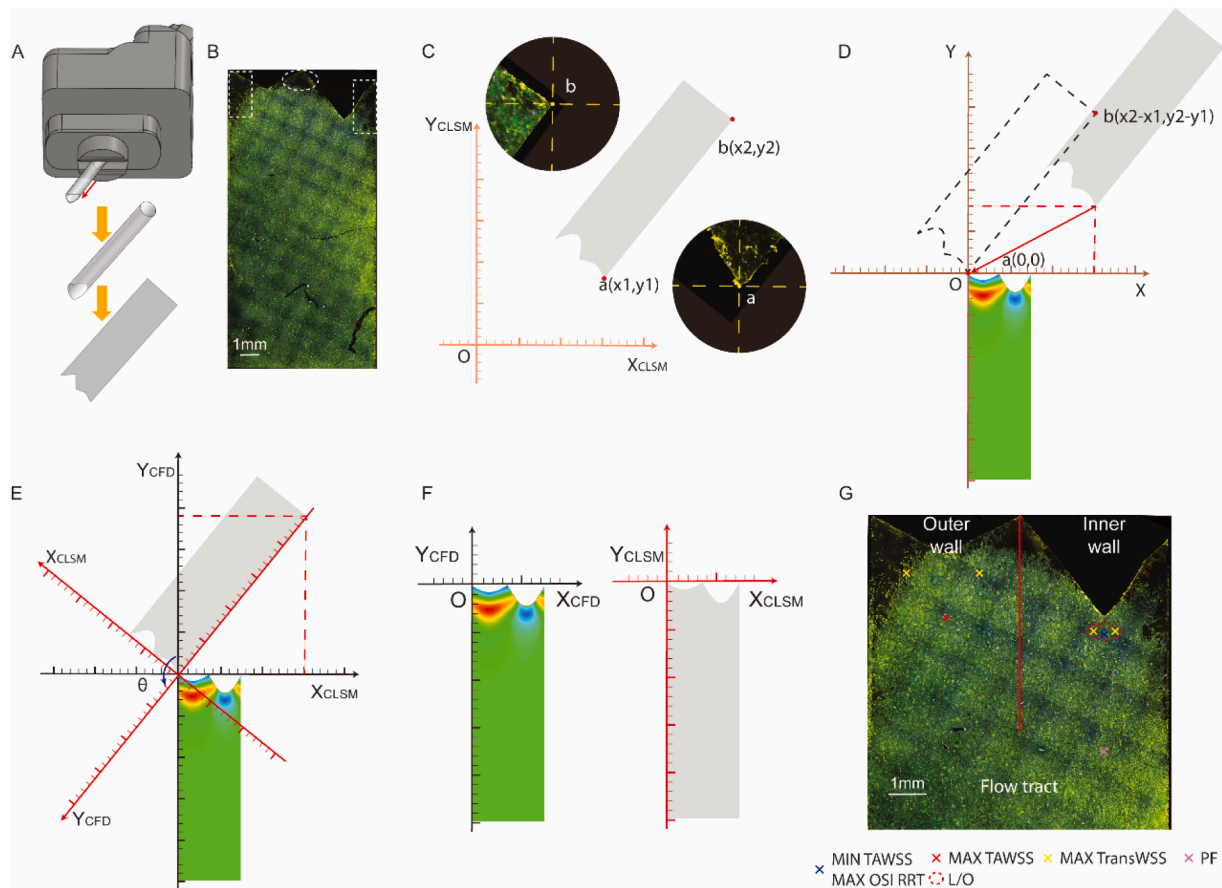 A
B
1mm
C
YCLSM
b
b(x2,y2)
a(x1,y1)
a
O
XCLSM
D
Y
b(x2-x1,y2-y1)
a(0,0)
O
X
E
YCFD
XCLSM
θ
XCLSM
YCFD
F
YCFD
O
XCFD
YCLSM
O
XCLSM
G
Outer wall
Inner wall
1mm
Flow tract
× MIN TAWSS MAX OSI RRT
× MAX TAWSS
L/O
× MAX TransWSS
× PF